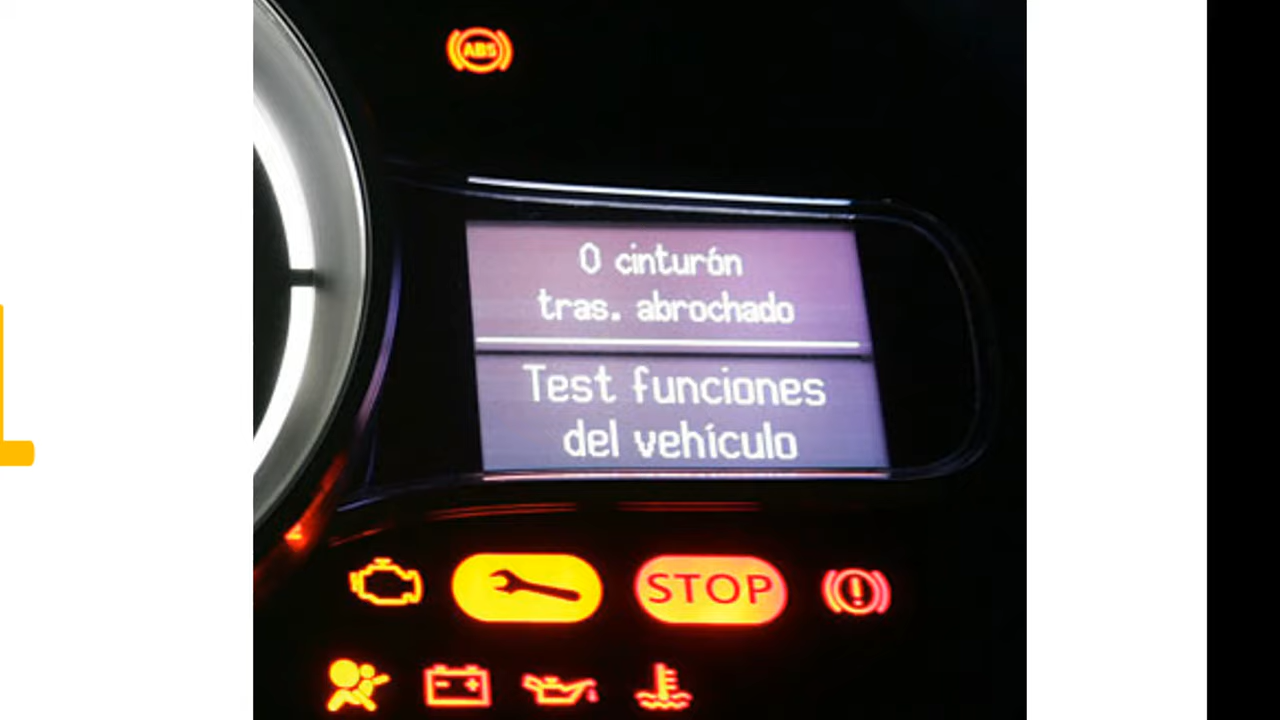 ABS
0 cinturón
tras. abrochado
Test funciones
del vehículo
STOP